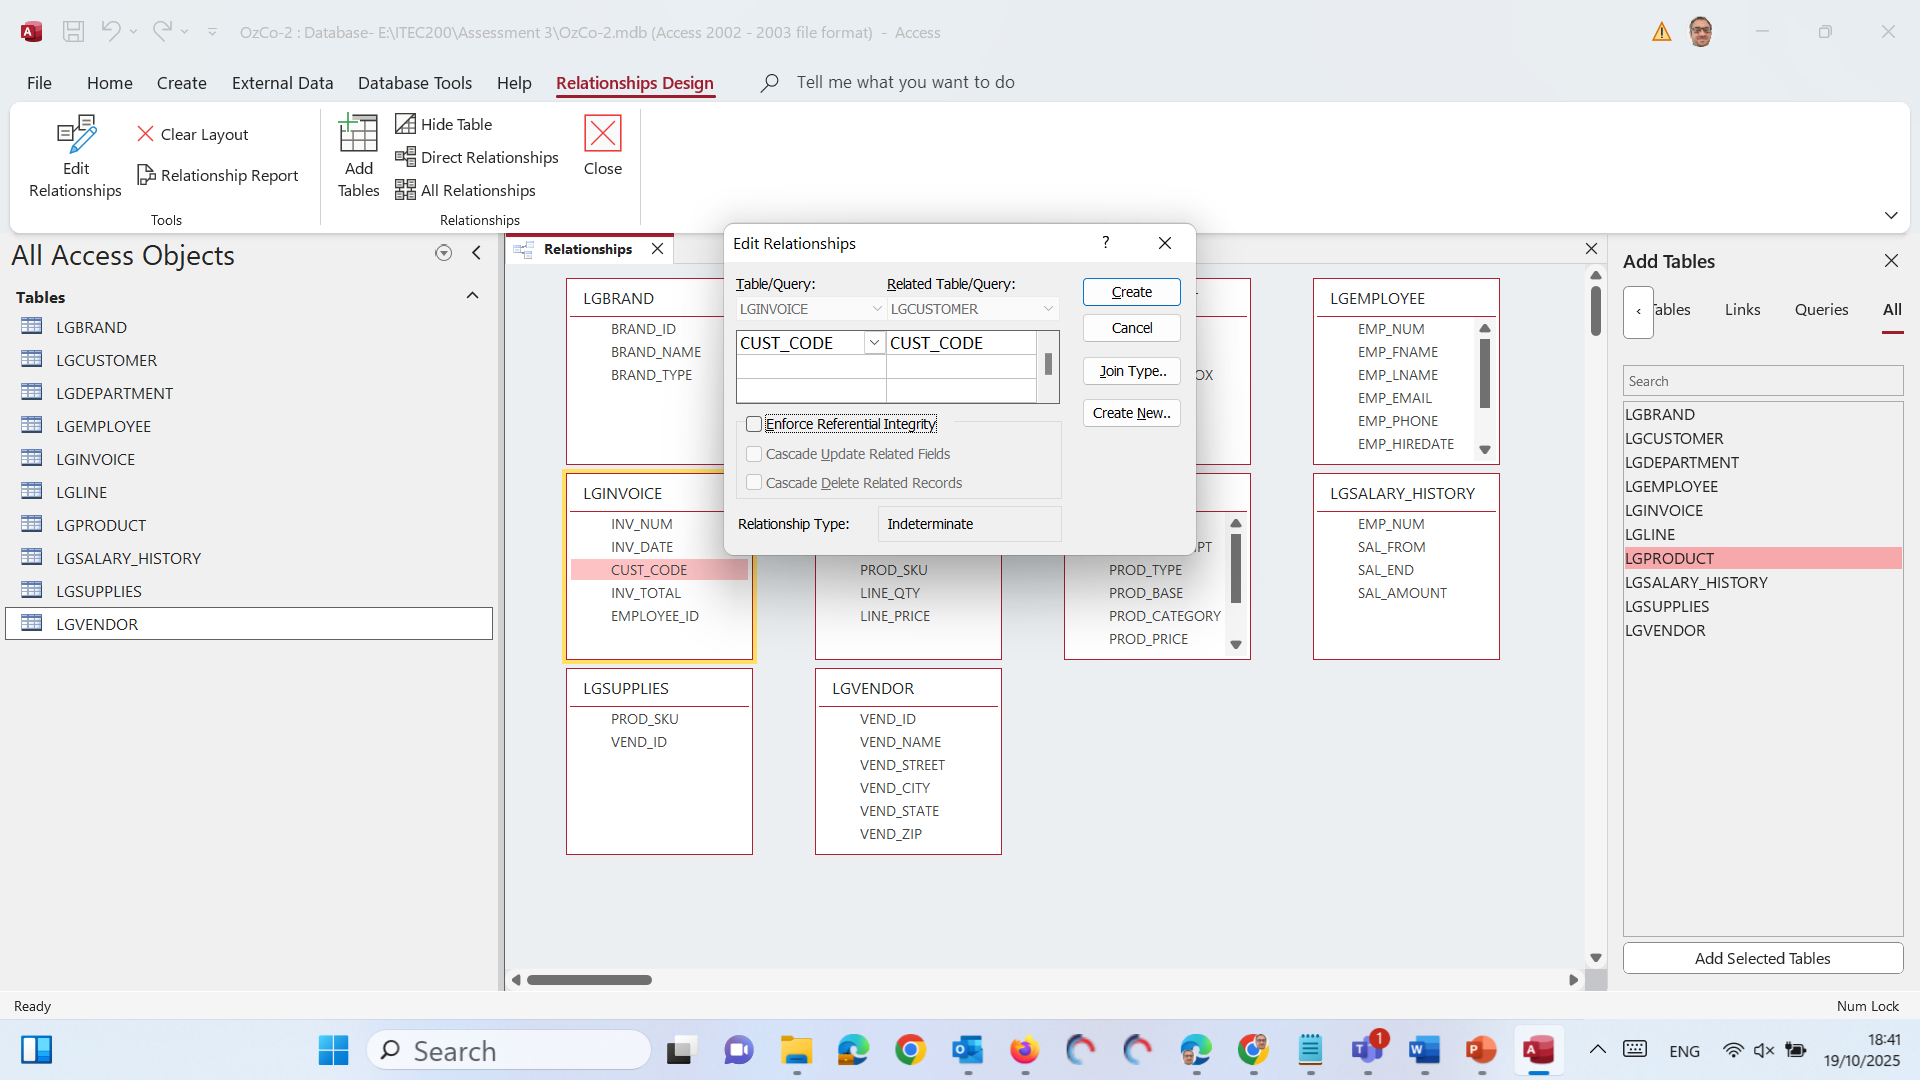 OzCo-2 : Database- E:\ITEC200\Assessment 3\OzCo-2.mdb (Access 2002 - 2003 file format) - Access
File Home Create External Data Database Tools Help Relationships Design Tell me what you want to do
Edit Relationships
Clear Layout
Relationship Report
Tools
Add Tables
Hide Table
Direct Relationships
All Relationships
Close
Relationships
All Access Objects
Tables
LGBRAND
LGCUSTOMER
LGDEPARTMENT
LGEMPLOYEE
LGINVOICE
LGLINE
LGPRODUCT
LGSALARY_HISTORY
LGSUPPLIES
LGVENDOR
Relationships
LGBRAND
BRAND_ID
BRAND_NAME
BRAND_TYPE
Edit Relationships
?
Table/Query: Related Table/Query:
LGINVOICE LGCUSTOMER
CUST_CODE CUST_CODE
Enforce Referential Integrity
Cascade Update Related Fields
Cascade Delete Related Records
Relationship Type: Indeterminate
Create
Cancel
Join Type..
Create New..
OX
LGEMPLOYEE
EMP_NUM
EMP_FNAME
EMP_LNAME
EMP_EMAIL
EMP_PHONE
EMP_HIREDATE
LGINVOICE
INV_NUM
INV_DATE
CUST_CODE
INV_TOTAL
EMPLOYEE_ID
PROD_SKU
LINE_QTY
LINE_PRICE
PT
PROD_TYPE
PROD_BASE
PROD_CATEGORY
PROD_PRICE
LGSALARY_HISTORY
EMP_NUM
SAL_FROM
SAL_END
SAL_AMOUNT
LGSUPPLIES
PROD_SKU
VEND_ID
LGVENDOR
VEND_ID
VEND_NAME
VEND_STREET
VEND_CITY
VEND_STATE
VEND_ZIP
Add Tables
ables Links Queries All
Search
LGBRAND
LGCUSTOMER
LGDEPARTMENT
LGEMPLOYEE
LGINVOICE
LGLINE
LGPRODUCT
LGSALARY_HISTORY
LGSUPPLIES
LGVENDOR
Add Selected Tables
Ready
Num Lock
Search
1
ENG
18:41
19/10/2025